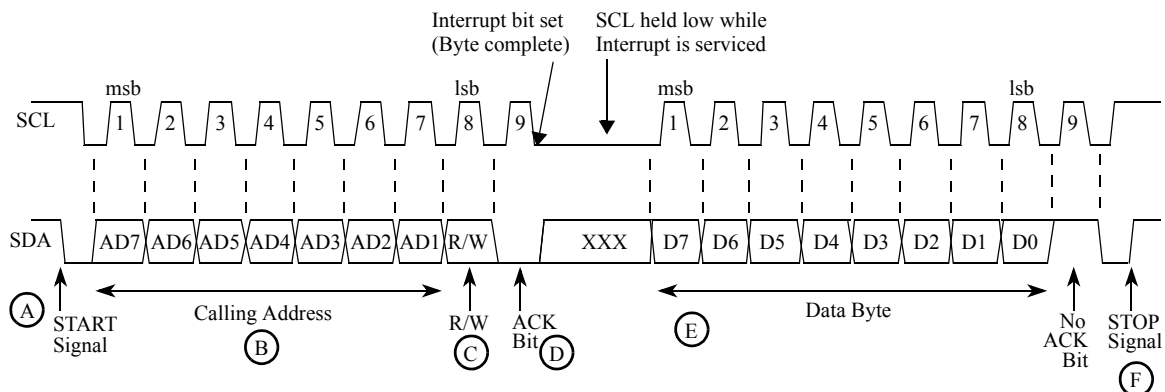 Interrupt bit set
(Byte complete)
SCL held low while
Interrupt is serviced
msb
lsb
msb
lsb
SCL
1 2 3 4 5 6 7 8 9
1 2 3 4 5 6 7 8 9
SDA
AD7 AD6 AD5 AD4 AD3 AD2 AD1 R/W
XXX
D7 D6 D5 D4 D3 D2 D1 D0
A
START
Signal
Calling Address
B
R/W
C
ACK
Bit
D
E
Data Byte
No
ACK
Bit
STOP
Signal
F